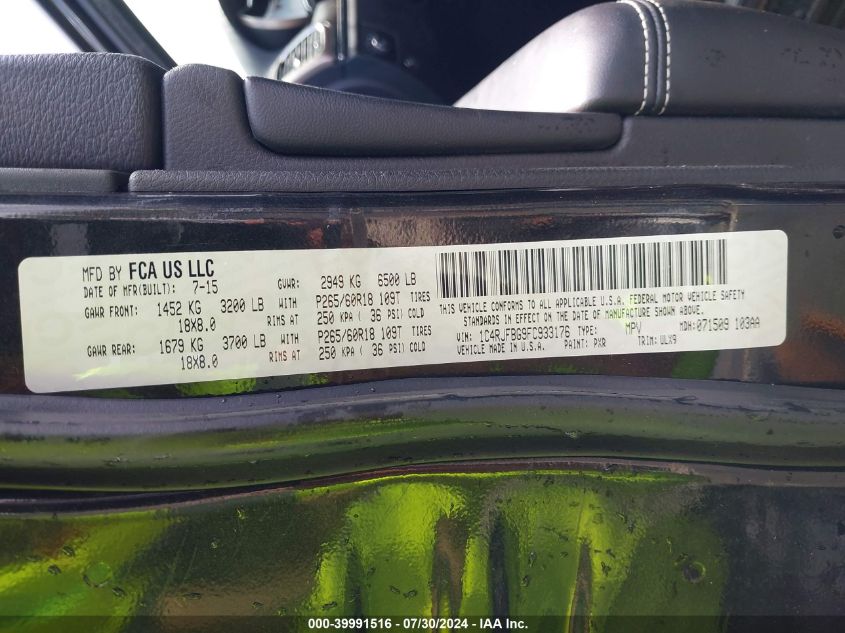 MFD BY FCA US LLC
DATE OF MFR(BUILT): 7-15 GVWR: 2949 KG 6500 LB
GAWR FRONT: 1452 KG 3200 LB WITH P265/60R18 109T TIRES
18X8.0 RIMS AT 250 KPA ( 36 PSI) COLD
GAWR REAR: 1679 KG 3700 LB WITH P265/60R18 109T TIRES
18X8.0 RIMS AT 250 KPA ( 36 PSI) COLD
THIS VEHICLE CONFORMS TO ALL APPLICABLE U.S.A. FEDERAL MOTOR VEHICLE SAFETY
STANDARDS IN EFFECT ON THE DATE OF MANUFACTURE SHOWN ABOVE.
VIN: 1C4RJFBG9FC933176 TYPE: MPV MDH: 071509 103AA
VEHICLE MADE IN U.S.A. PAINT: PXR TRIM: ULX9
000-39991516 - 07/30/2024 - IAA Inc.